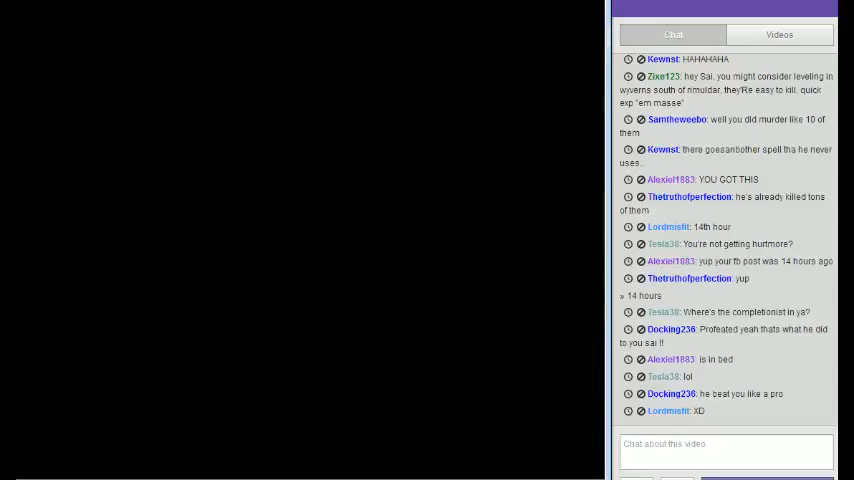 Chat
Videos
Kewnst: HAHAHAHA
Zixe123: hey Sai. you might consider leveling in
wyverns south of rimuldar, they'Re easy to kill, quick
exp "em masse"
Samtheweebo: well you did murder like 10 of
them
Kewnst: there goesanbother spell tha he never
uses..
Alexiel1883: YOU GOT THIS
Thetruthofperfection: he's already killed tons
of them
Lordmisfit: 14th hour
Tesla38: You're not getting hurtmore?
Alexiel1883: yup your fb post was 14 hours ago
Thetruthofperfection: yup
» 14 hours
Tesla38: Where's the completionist in ya?
Docking236: Profeated yeah thats what he did
to you sai !!
Alexiel1883: is in bed
Tesla38: lol
Docking236: he beat you like a pro
Lordmisfit: XD
Chat about this video